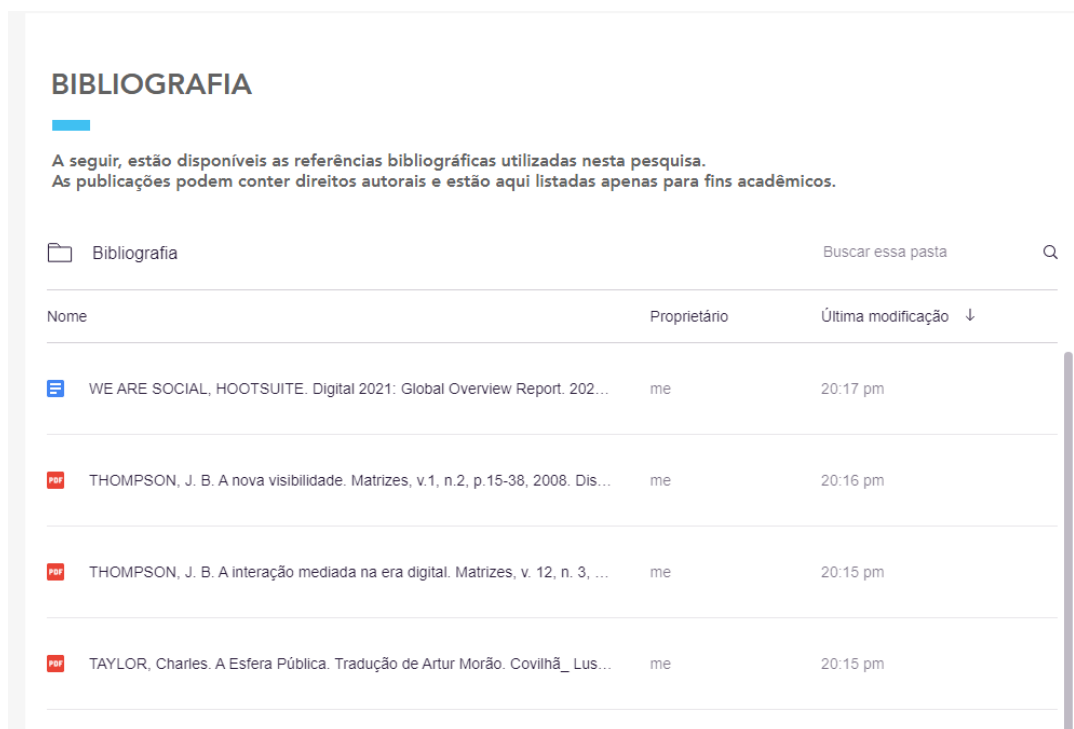 BIBLIOGRAFIA
A seguir, estão disponíveis as referências bibliográficas utilizadas nesta pesquisa.
As publicações podem conter direitos autorais e estão aqui listadas apenas para fins acadêmicos.
Bibliografia Buscar essa pasta
Nome Proprietário Última modificação
WE ARE SOCIAL, HOOTSUITE. Digital 2021: Global Overview Report. 202... me 20:17 pm
PDF THOMPSON, J. B. A nova visibilidade. Matrizes, v.1, n.2, p.15-38, 2008. Dis... me 20:16 pm
PDF THOMPSON, J. B. A interação mediada na era digital. Matrizes, v. 12, n. 3, ... me 20:15 pm
PDF TAYLOR, Charles. A Esfera Pública. Tradução de Artur Morão. Covilhã_ Lus... me 20:15 pm